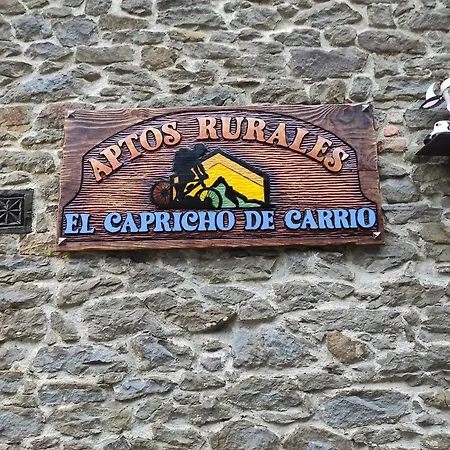 APTOS RURALES
EL CAPRICHO DE CARRIO